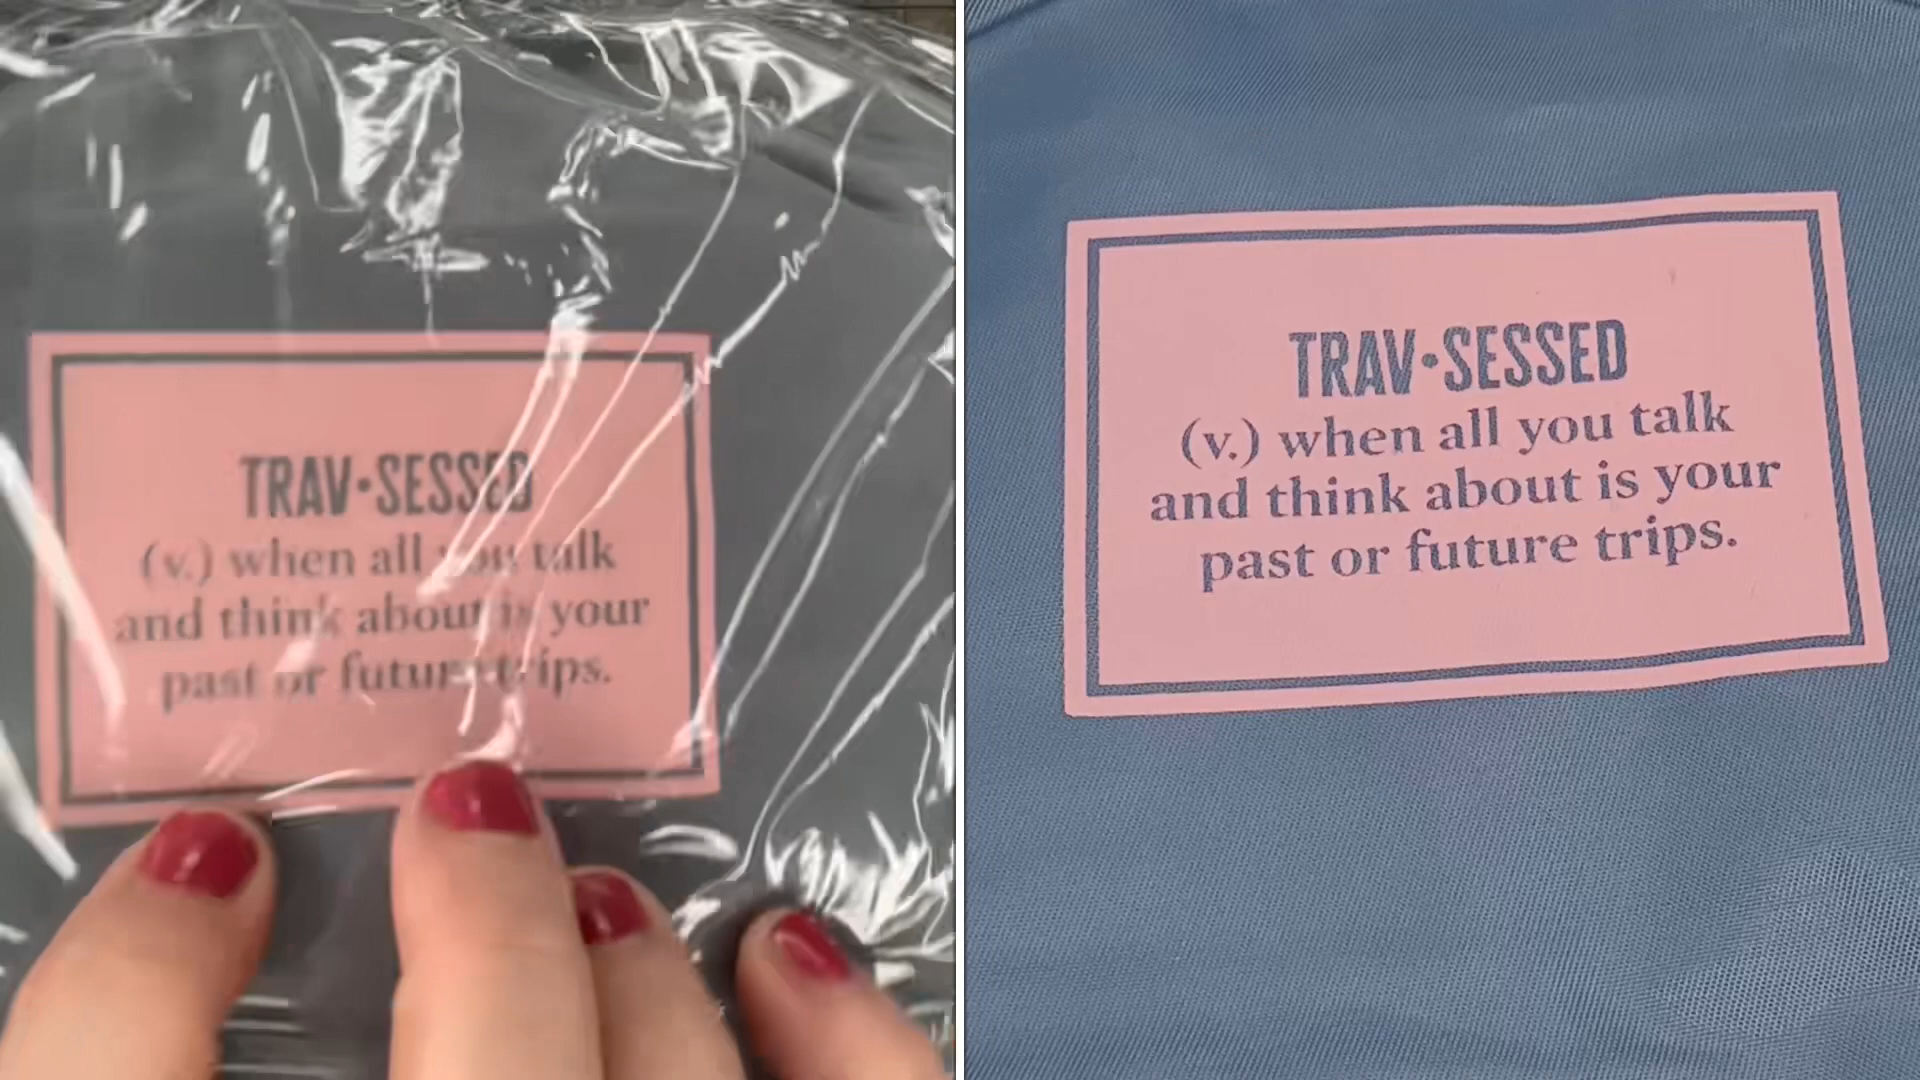 TRAV•SESSED
(v.) when all you talk
and think about is your
past or future trips.
TRAV•SESSED
(v.) when all you talk
and think about is your
past or future trips.